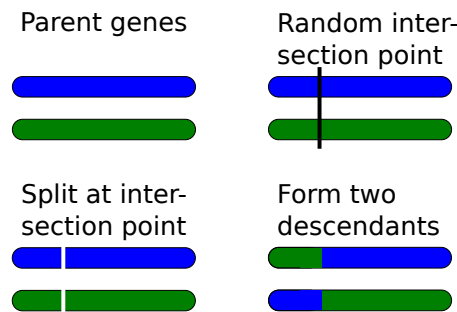 Parent genes
Random inter-
section point
Split at inter-
section point
Form two
descendants